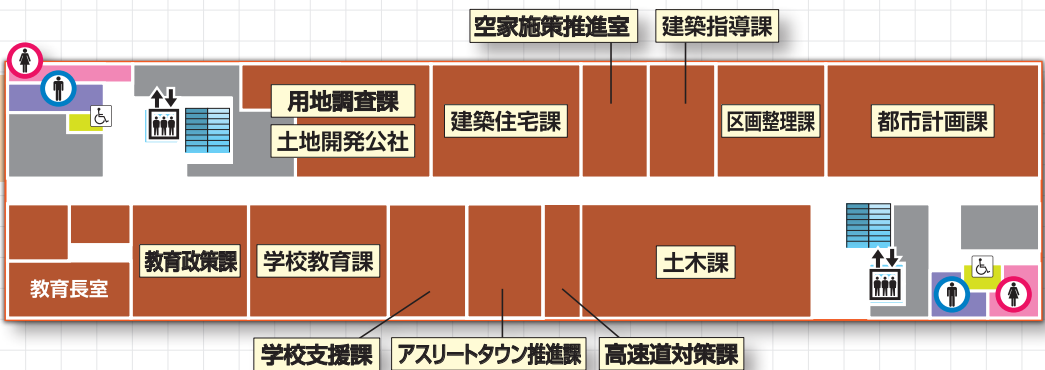 空家施策推進室
建築指導課
用地調査課
土地開発公社
建築住宅課
区画整理課
都市計画課
教育長室
教育政策課
学校教育課
土木課
学校支援課
アスリートタウン推進課
高速道対策課